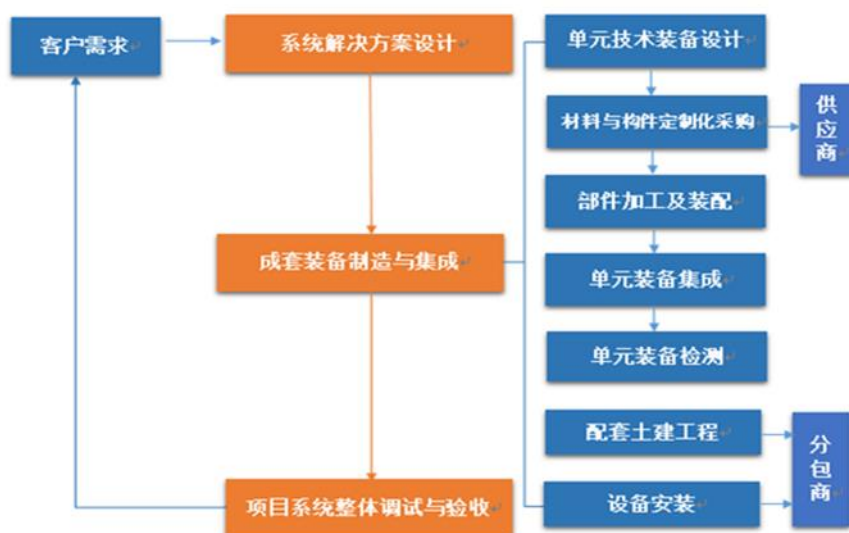 客户需求
系统解决方案设计
单元技术装备设计
材料与构件定制化采购
供应商
部件加工及装配
成套装备制造与集成
单元装备集成
单元装备检测
配套土建工程
分包商
项目系统整体调试与验收
设备安装